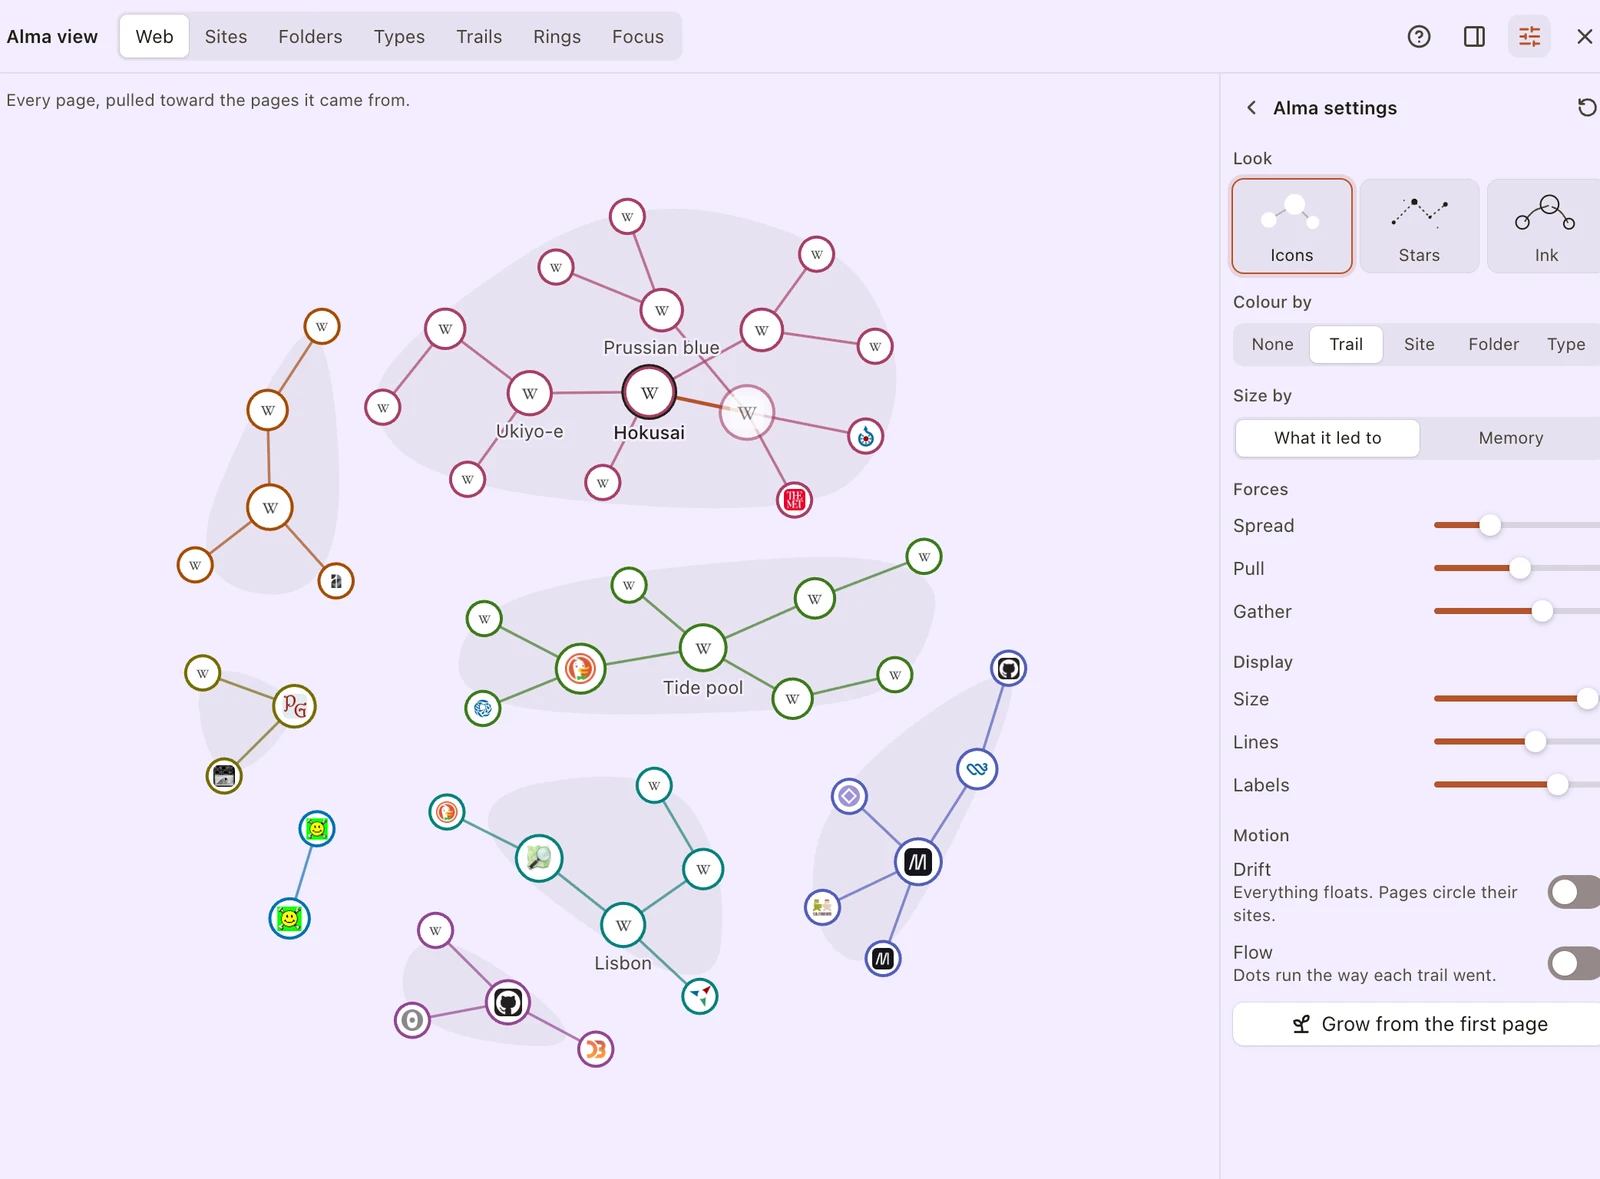 Alma view
Web
Sites
Folders
Types
Trails
Rings
Focus
Every page, pulled toward the pages it came from.
W
W
W
W
W
W
W
W
W
Prussian blue
W
W
W
W
W
Ukiyo-e
W
Hokusai
W
W
W
W
THE
MET
W
W
W
W
W
W
Tide pool
W
W
W
PG
W
W
W
Lisbon
W
M
M
Alma settings
Look
Icons
Stars
Ink
Colour by
None
Trail
Site
Folder
Type
Size by
What it led to
Memory
Forces
Spread
Pull
Gather
Display
Size
Lines
Labels
Motion
Drift
Everything floats. Pages circle their
sites.
Flow
Dots run the way each trail went.
Grow from the first page